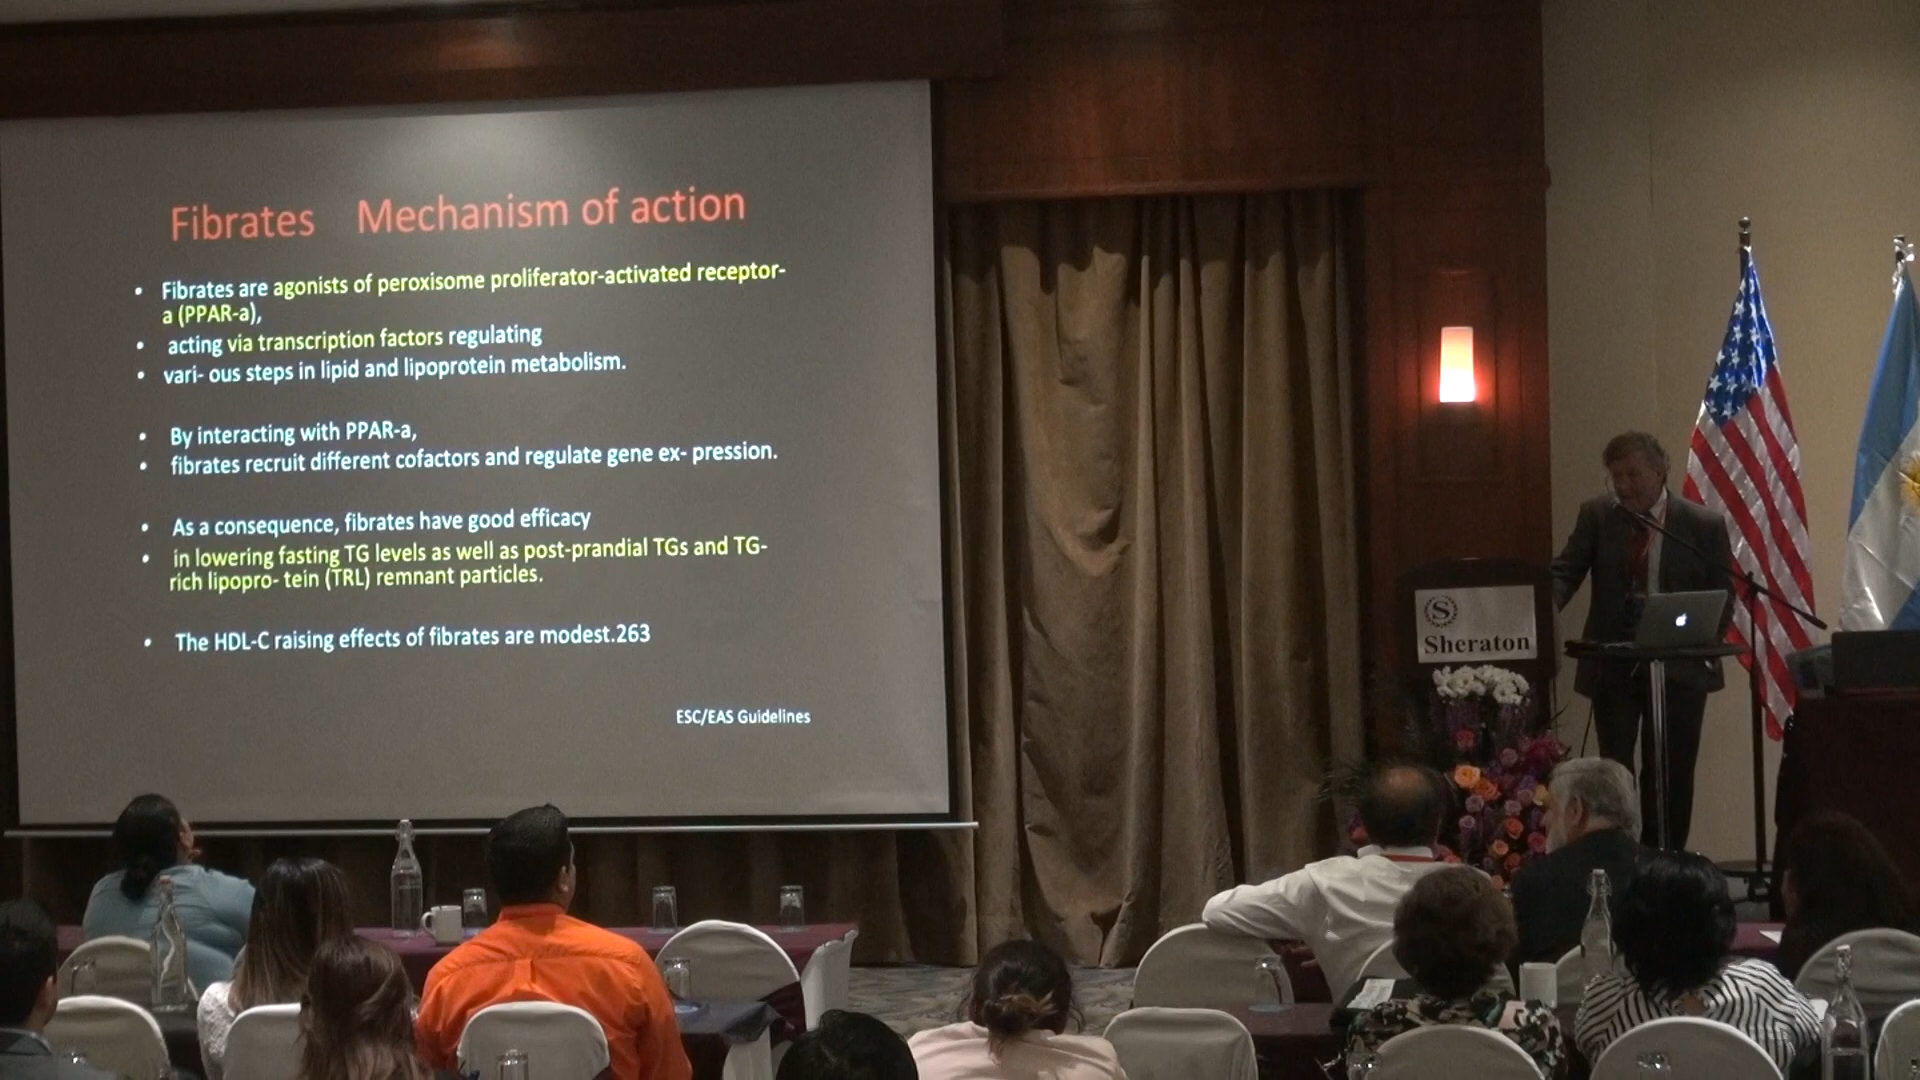 Fibrates Mechanism of action
• Fibrates are agonists of peroxisome proliferator-activated receptor-
a (PPAR-a),
• acting via transcription factors regulating
• vari- ous steps in lipid and lipoprotein metabolism.
• By interacting with PPAR-a,
• fibrates recruit different cofactors and regulate gene ex- pression.
• As a consequence, fibrates have good efficacy
• in lowering fasting TG levels as well as post-prandial TGs and TG-
rich lipopro- tein (TRL) remnant particles.
• The HDL-C raising effects of fibrates are modest.263
ESC/EAS Guidelines
S
Sheraton